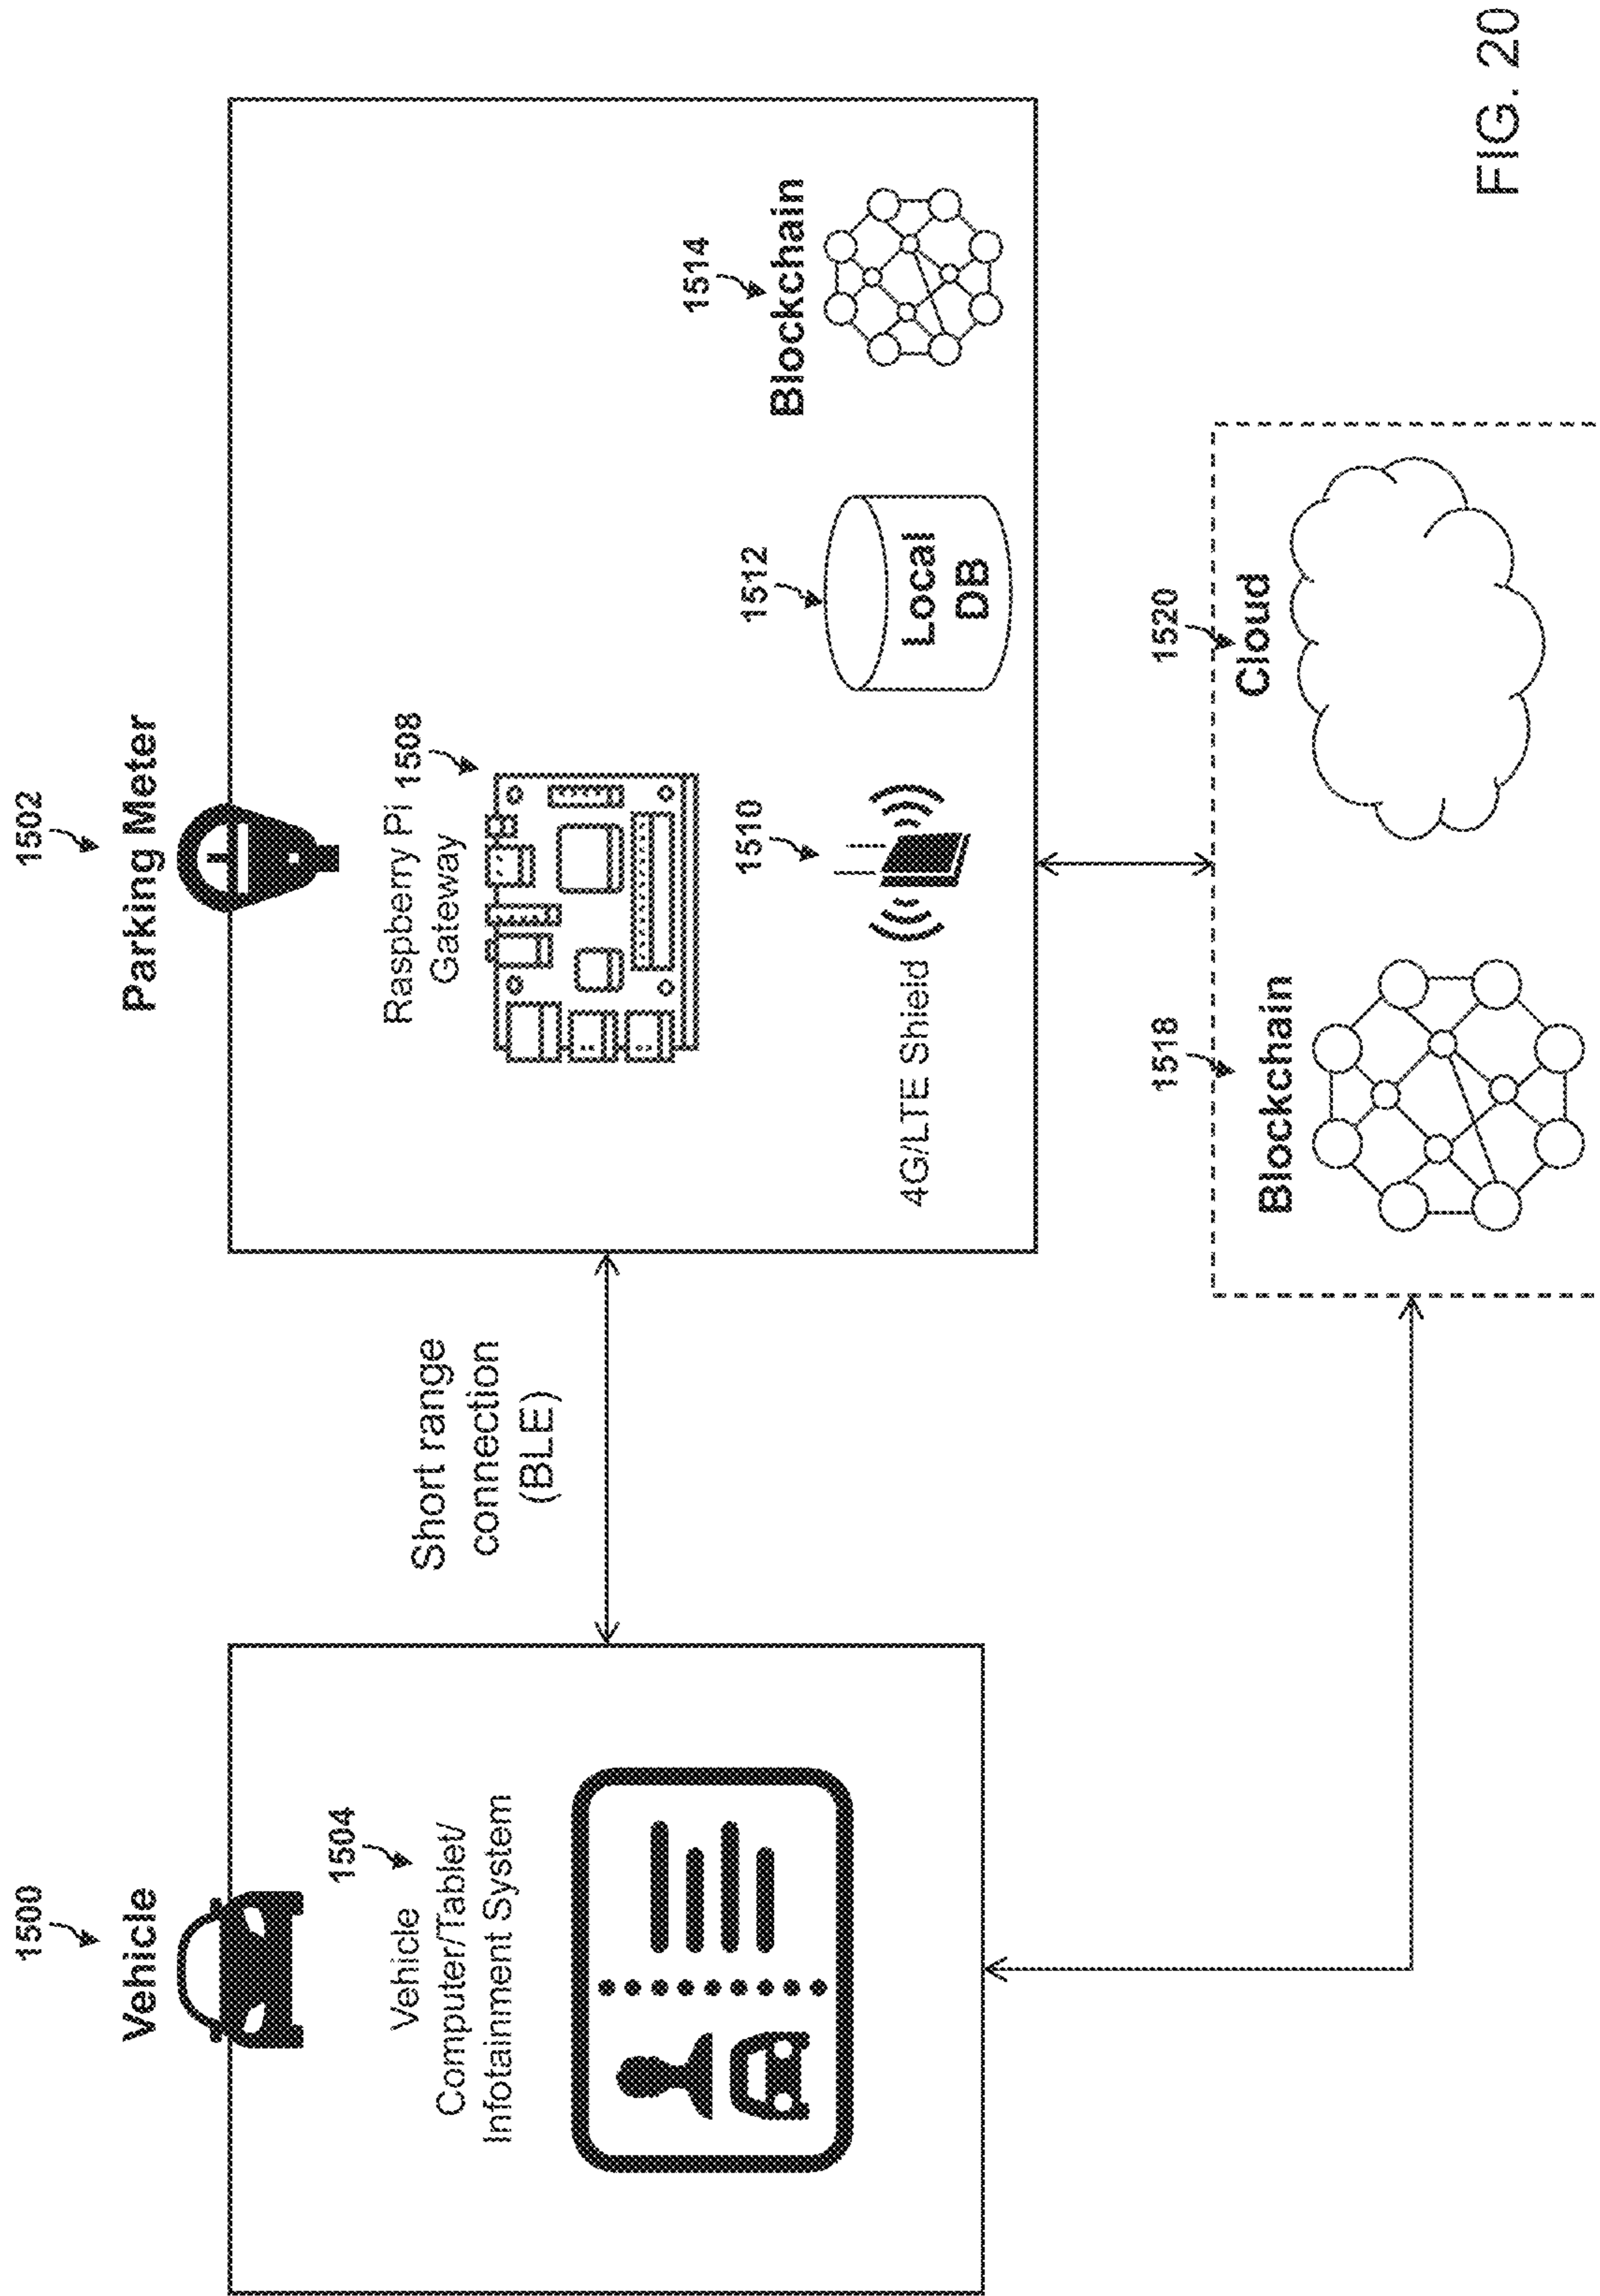 1500
Vehicle
1504
Vehicle
Computer/Tablet/
Infotainment System
Short range
connection
(BLE)
1502
Parking Meter
Raspberry Pi
Gateway
1508
4G/LTE Shield
1510
1512
Local
DB
1514
Blockchain
1518
Blockchain
1520
Cloud
FIG. 20